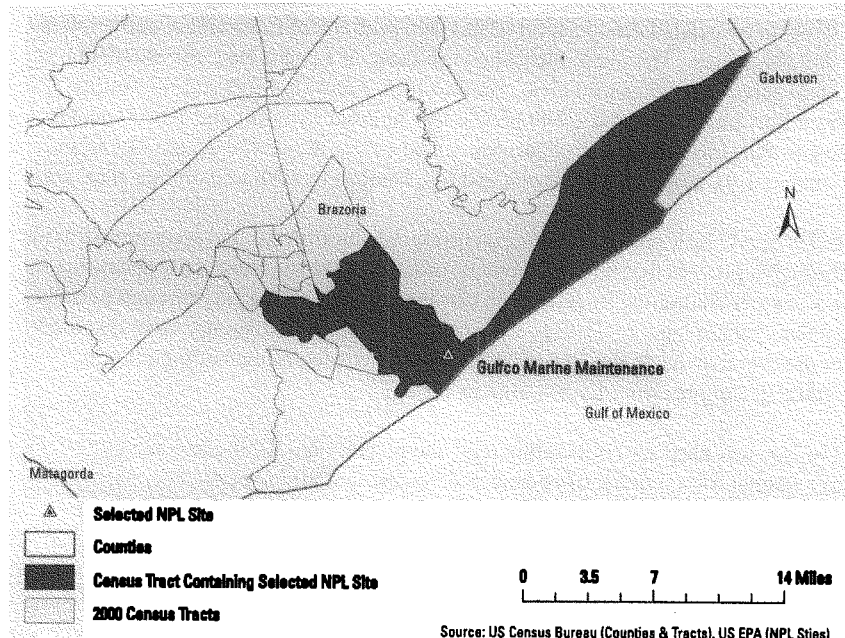 Galveston
N
Brazoria
Gulfco Marine Maintenance
Gulf of Mexico
Matagorda
Selected NPL Site
Counties
Census Tract Containing Selected NPL Site
2000 Census Tracts
0 3.5 7 14 Miles
Source: US Census Bureau (Counties & Tracts), US EPA (NPL Sties)